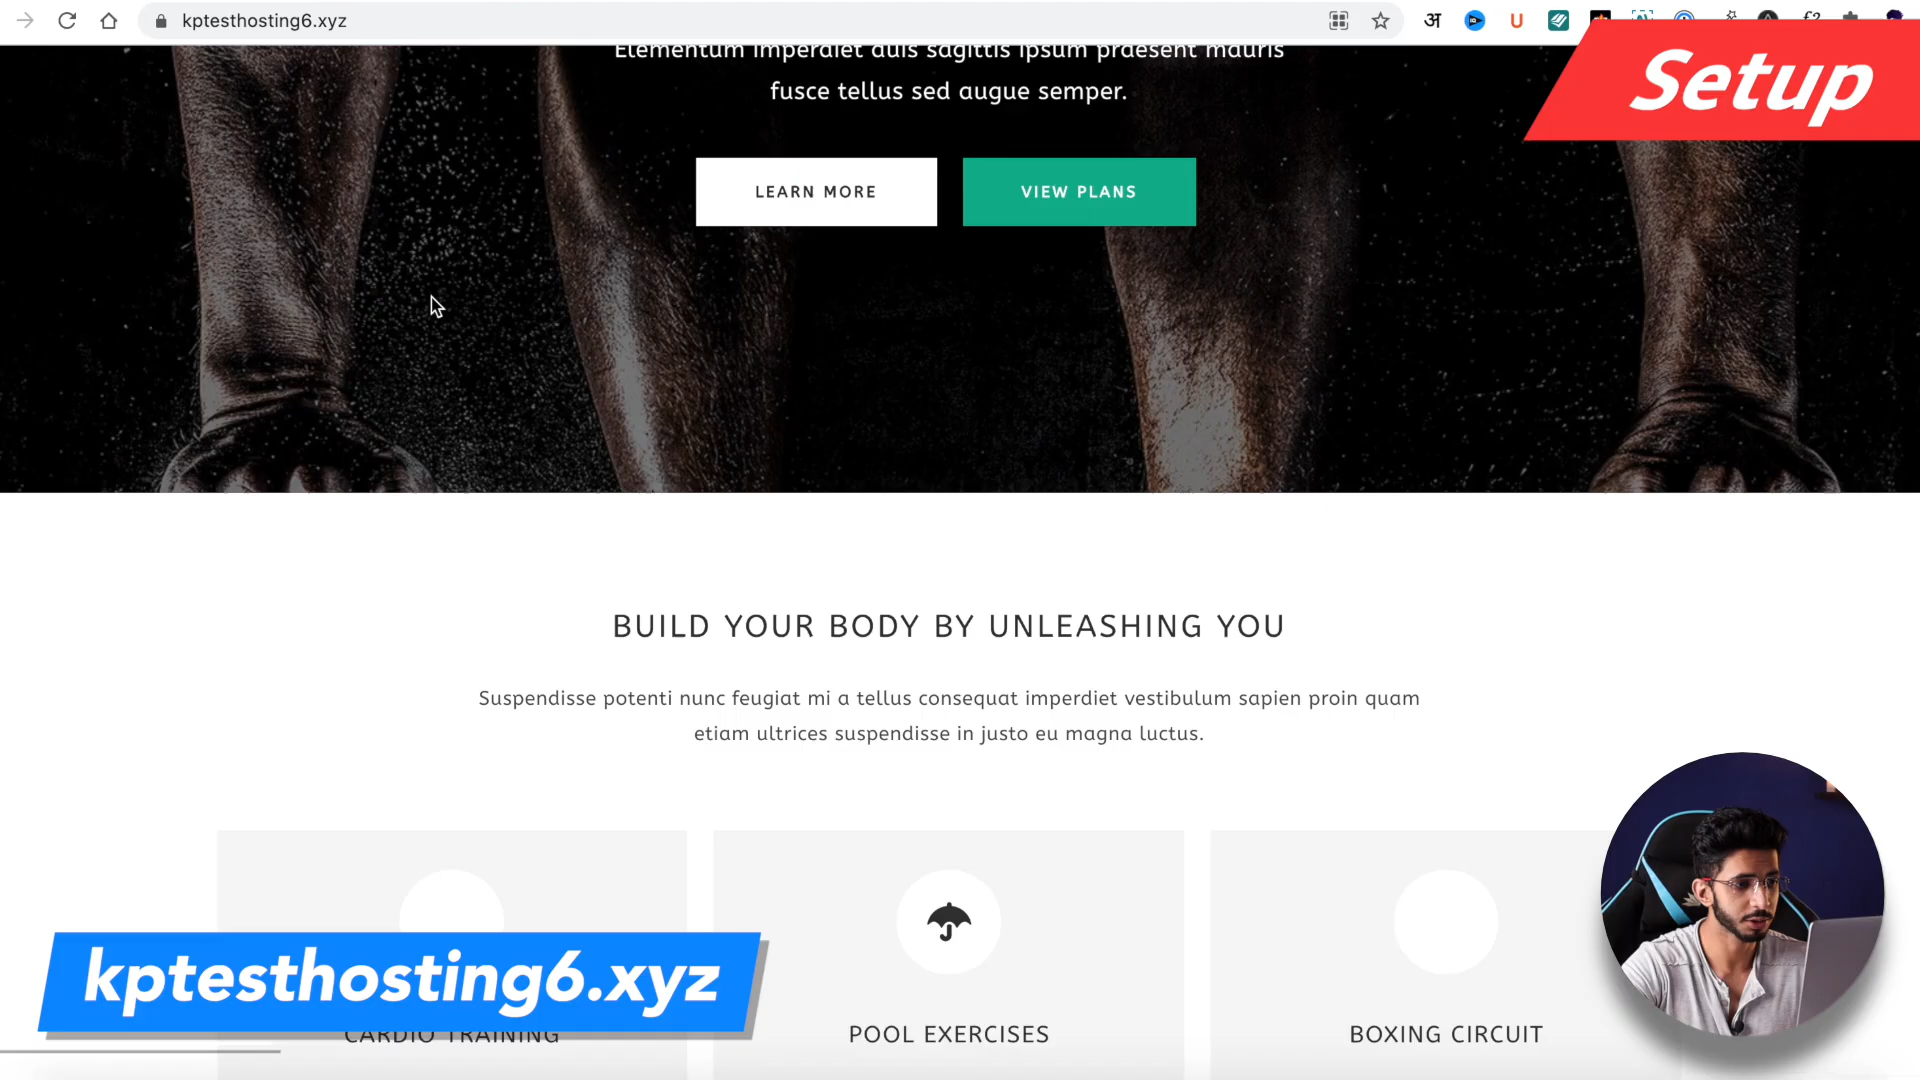 kptesthosting6.xyz
अ
U
f?
Setup
Elementum imperdiet duis sagittis ipsum praesent mauris
fusce tellus sed augue semper.
LEARN MORE
VIEW PLANS
BUILD YOUR BODY BY UNLEASHING YOU
Suspendisse potenti nunc feugiat mi a tellus consequat imperdiet vestibulum sapien proin quam
etiam ultrices suspendisse in justo eu magna luctus.
kptesthosting6.xyz
CARDIO TRAINING
POOL EXERCISES
BOXING CIRCUIT